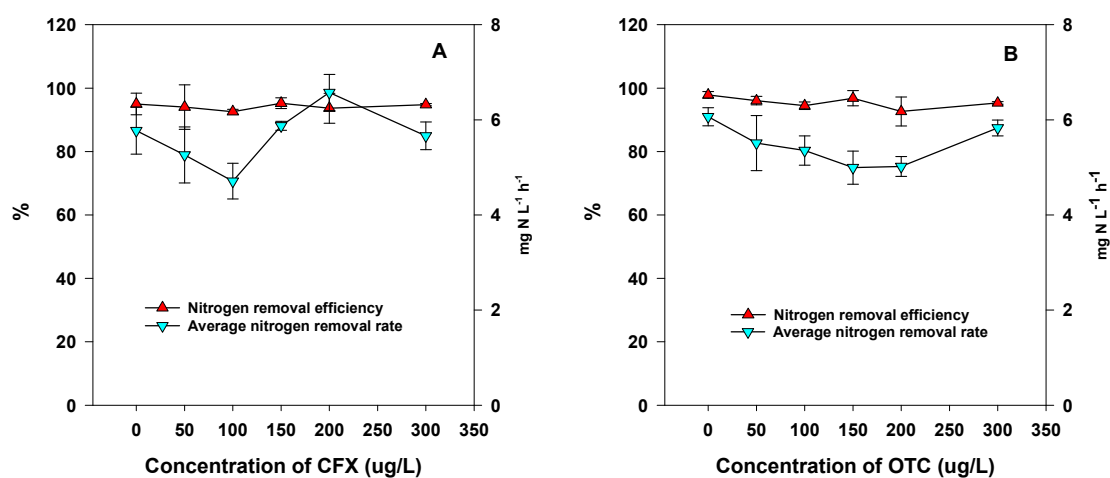 A
120
100
80
60
40
20
0
%
8
6
4
2
0
mg N L-1 h-1
Nitrogen removal efficiency
Average nitrogen removal rate
0 50 100 150 200 250 300 350
Concentration of CFX (ug/L)
B
120
100
80
60
40
20
0
%
8
6
4
2
0
mg N L-1 h-1
Nitrogen removal efficiency
Average nitrogen removal rate
0 50 100 150 200 250 300 350
Concentration of OTC (ug/L)